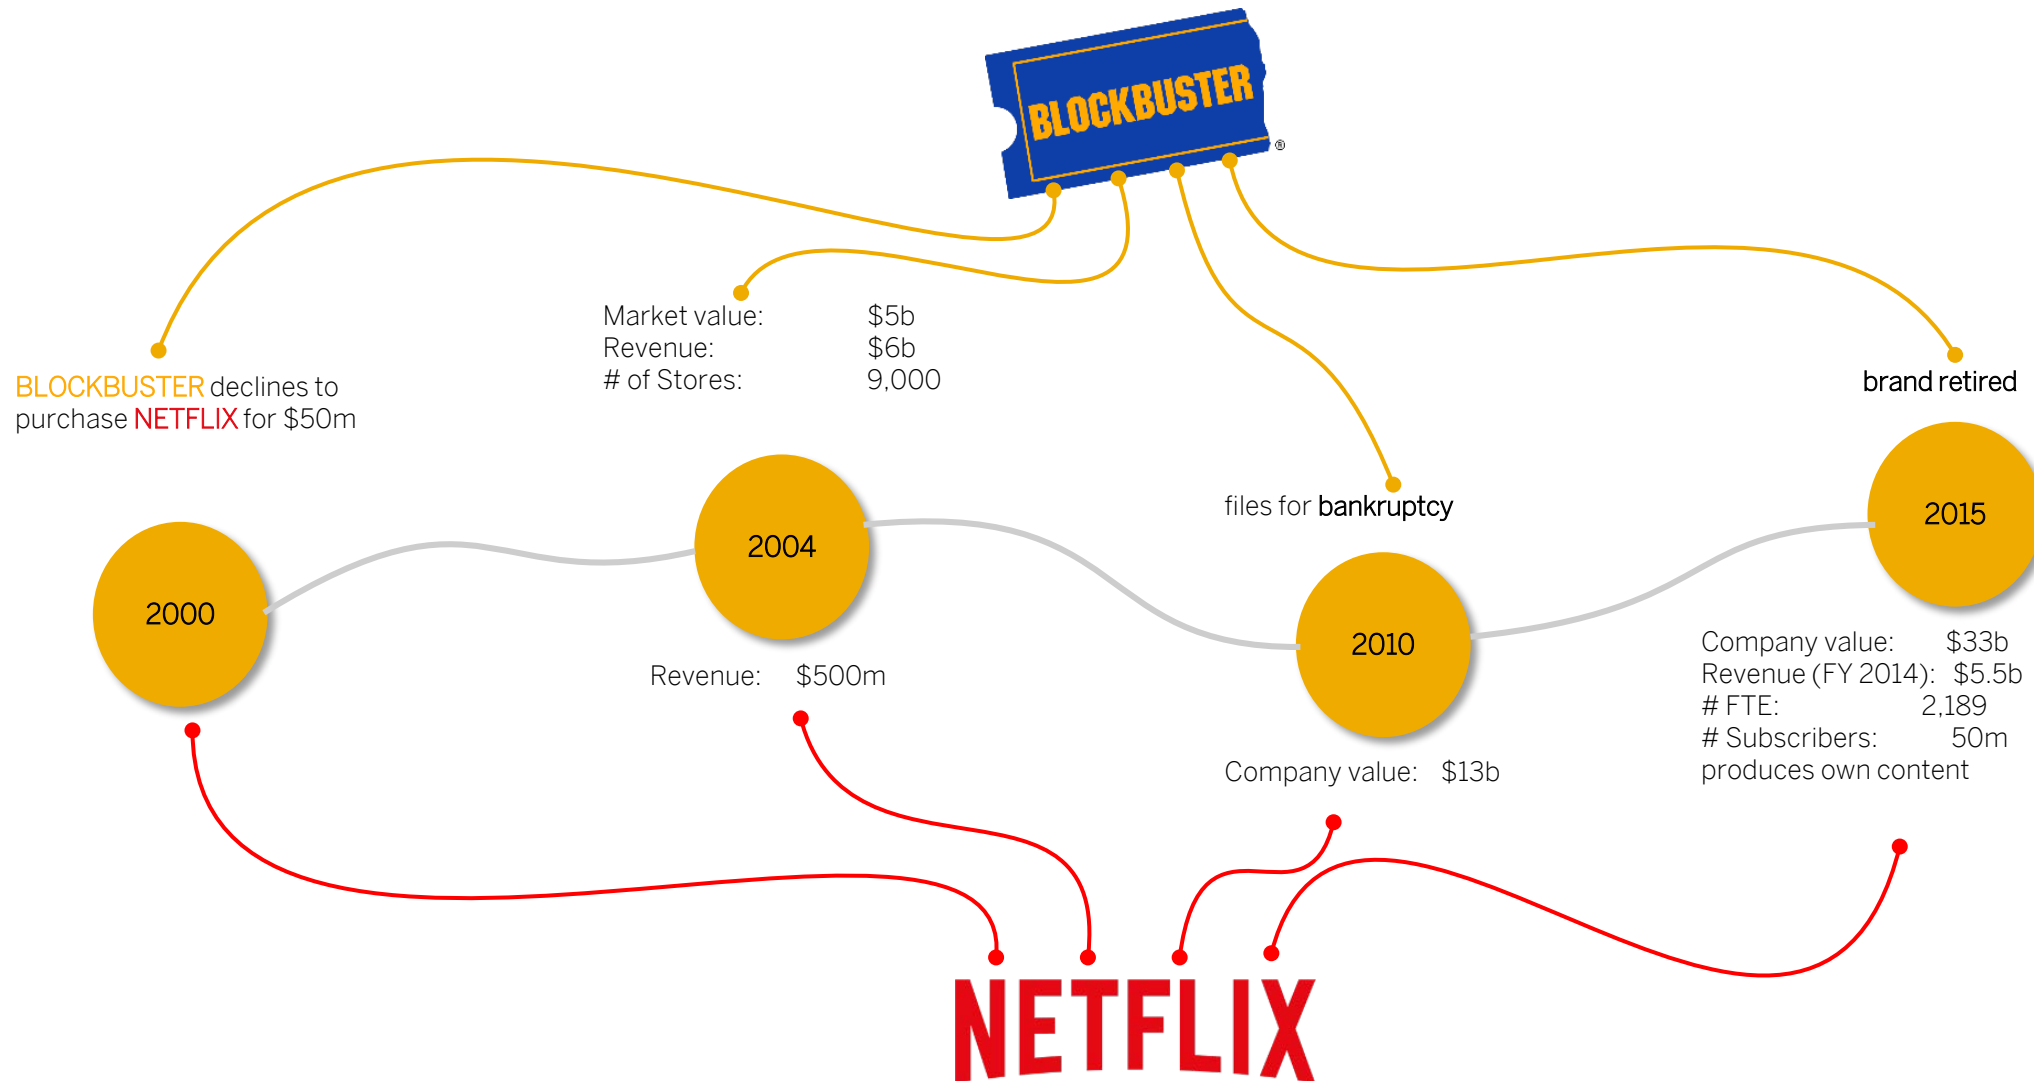 BLOCKBUSTER
®
Market value: $5b
Revenue: $6b
# of Stores: 9,000
BLOCKBUSTER declines to
purchase NETFLIX for $50m
brand retired
files for bankruptcy
2000
2004
2010
2015
Revenue: $500m
Company value: $13b
Company value: $33b
Revenue (FY 2014): $5.5b
# FTE: 2,189
# Subscribers: 50m
produces own content
NETFLIX